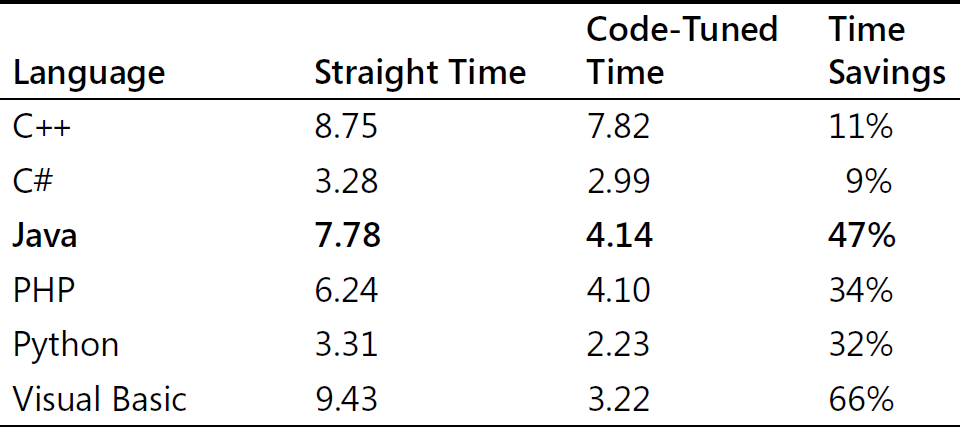 Language Straight Time Code-Tuned Time Time Savings
C++ 8.75 7.82 11%
C# 3.28 2.99 9%
Java 7.78 4.14 47%
PHP 6.24 4.10 34%
Python 3.31 2.23 32%
Visual Basic 9.43 3.22 66%